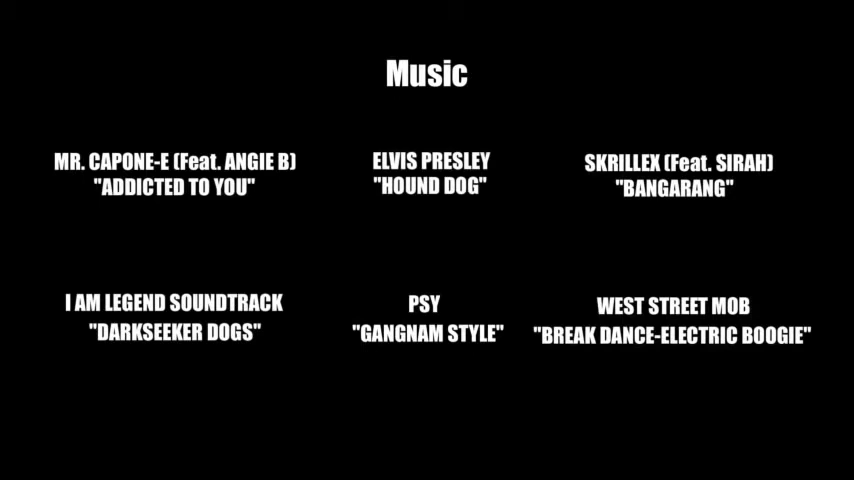 Music
MR. CAPONE-E (Feat. ANGIE B)
"ADDICTED TO YOU"
ELVIS PRESLEY
"HOUND DOG"
SKRILLEX (Feat. SIRAH)
"BANGARANG"
I AM LEGEND SOUNDTRACK
"DARKSEEKER DOGS"
PSY
"GANGNAM STYLE"
WEST STREET MOB
"BREAK DANCE-ELECTRIC BOOGIE"